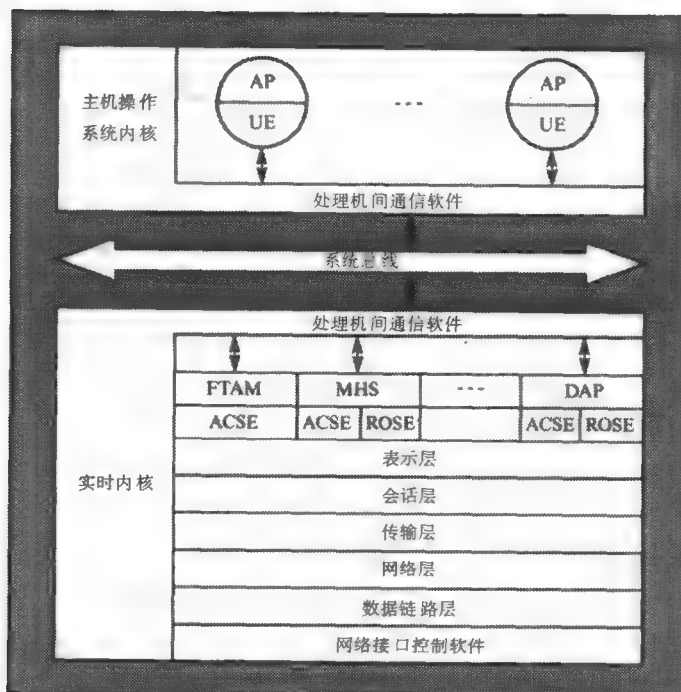 主机操作
系统内核
AP
UE
---
AP
UE
处理机间通信软件
系统总线
处理机间通信软件
FTAM
MHS
---
DAP
ACSE
ACSE
ROSE
ACSE
ROSE
实时内核
表示层
会话层
传输层
网络层
数据链路层
网络接口控制软件